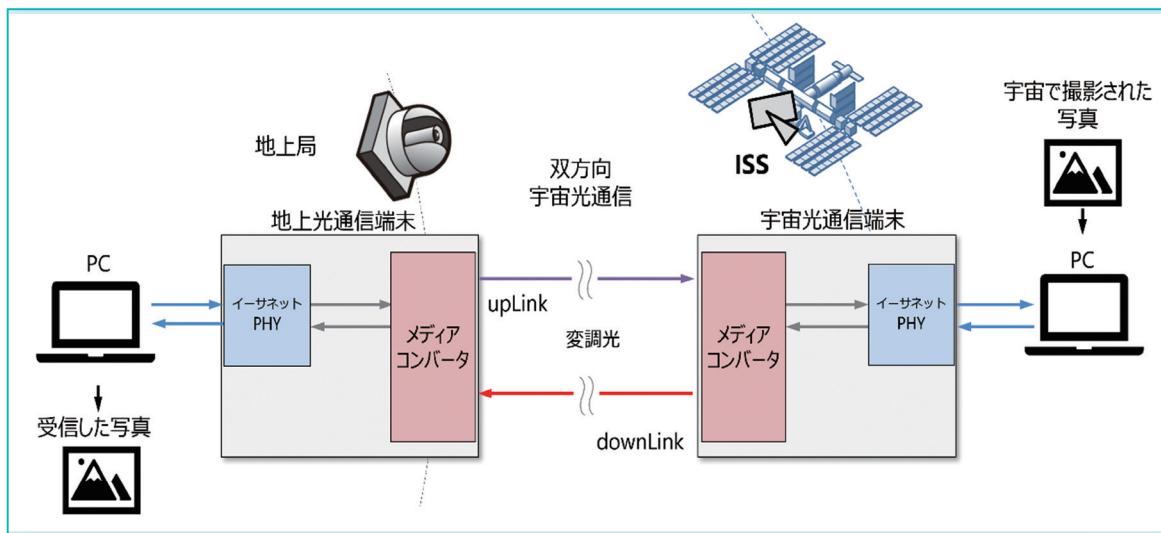 地上局
ISS
宇宙で撮影された
写真
双方向
宇宙光通信
地上光通信端末
宇宙光通信端末
PC
イーサネット
PHY
メディア
コンバータ
upLink
変調光
downLink
メディア
コンバータ
イーサネット
PHY
PC
受信した写真